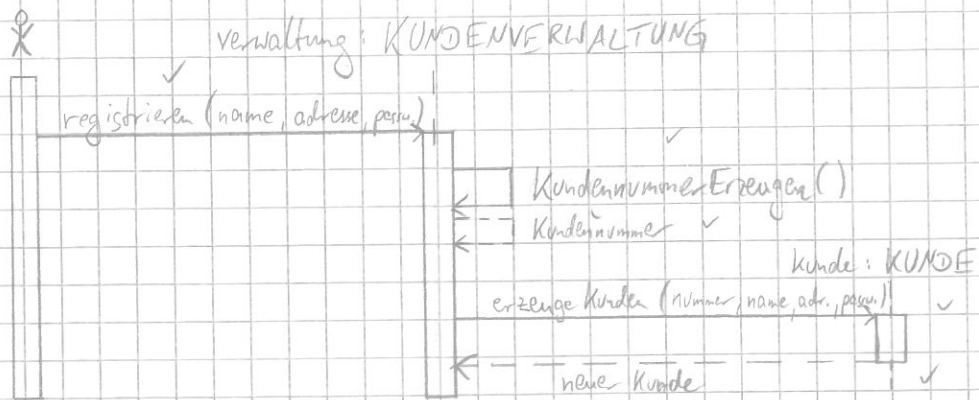 verwaltung: KUNDENVERWALTUNG
registrieren (name, adresse, passw.)
KundennummerErzeugen()
Kundennummer
kunde: KUNDE
erzeuge Kunden (nummer, name, adr., passw.)
neuer Kunde